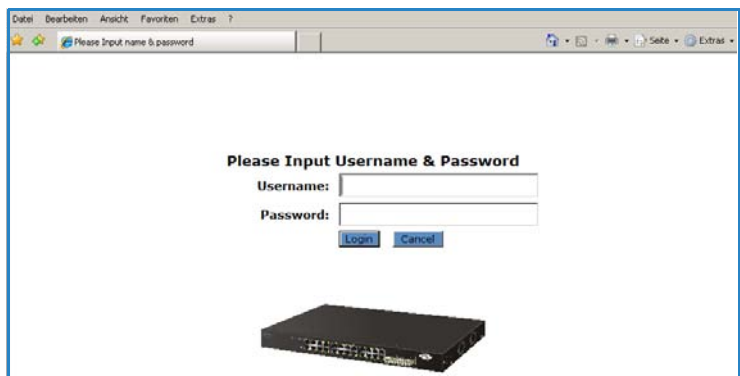 Datei Bearbeiten Ansicht Favoriten Extras ?
Please Input name & password
Seite Extras
Please Input Username & Password
Username:
Password:
Login Cancel